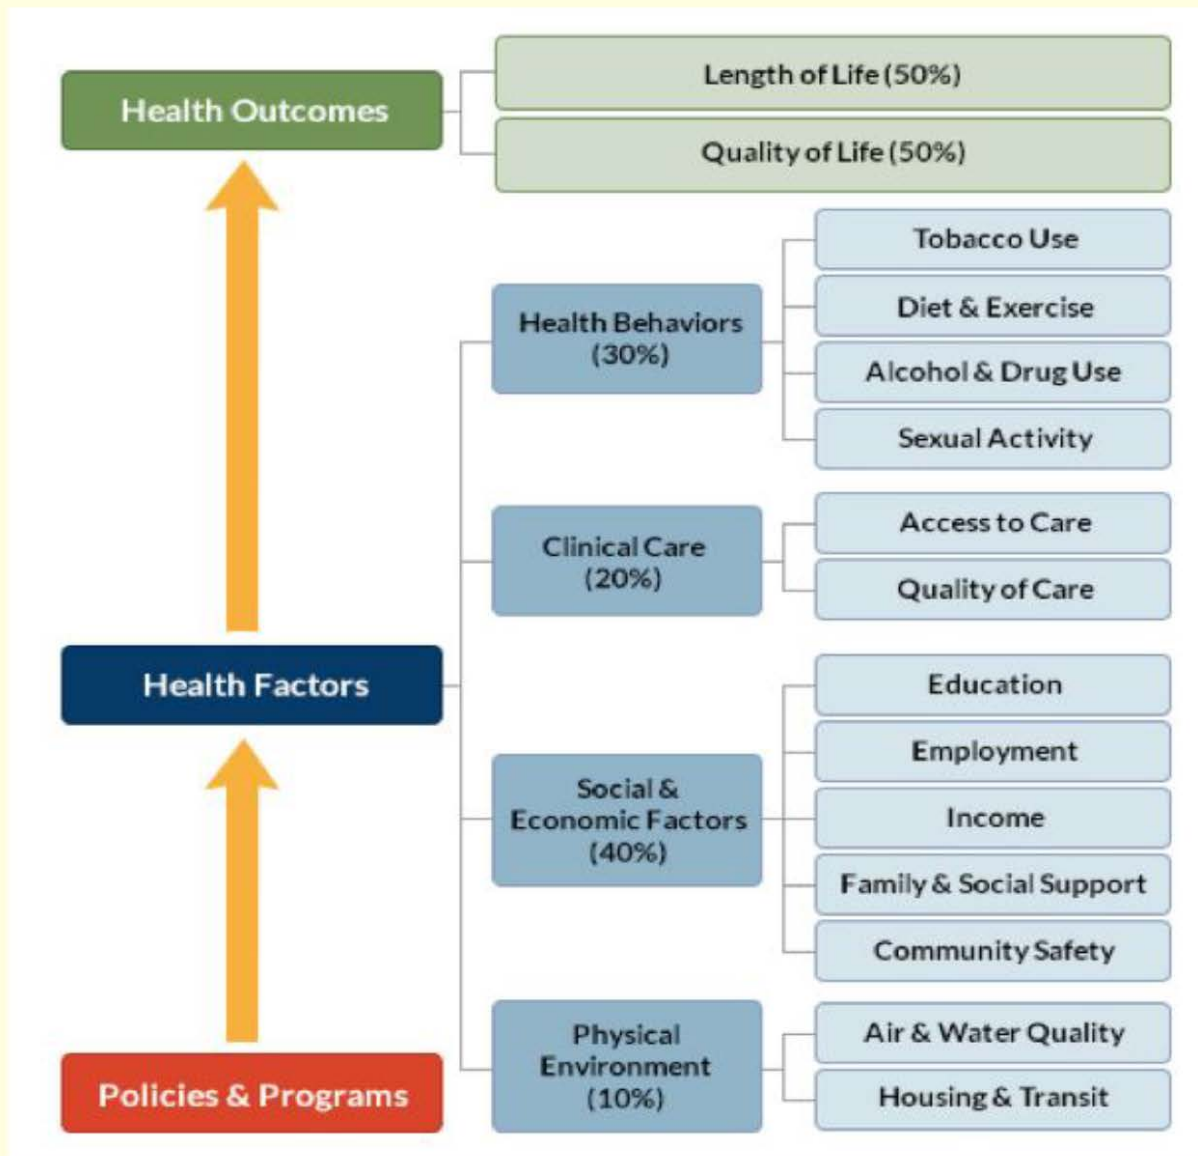 Health Outcomes
Length of Life (50%)
Quality of Life (50%)
Health Factors
Health Behaviors
(30%)
Tobacco Use
Diet & Exercise
Alcohol & Drug Use
Sexual Activity
Clinical Care
(20%)
Access to Care
Quality of Care
Social &
Economic Factors
(40%)
Education
Employment
Income
Family & Social Support
Community Safety
Physical
Environment
(10%)
Air & Water Quality
Housing & Transit
Policies & Programs